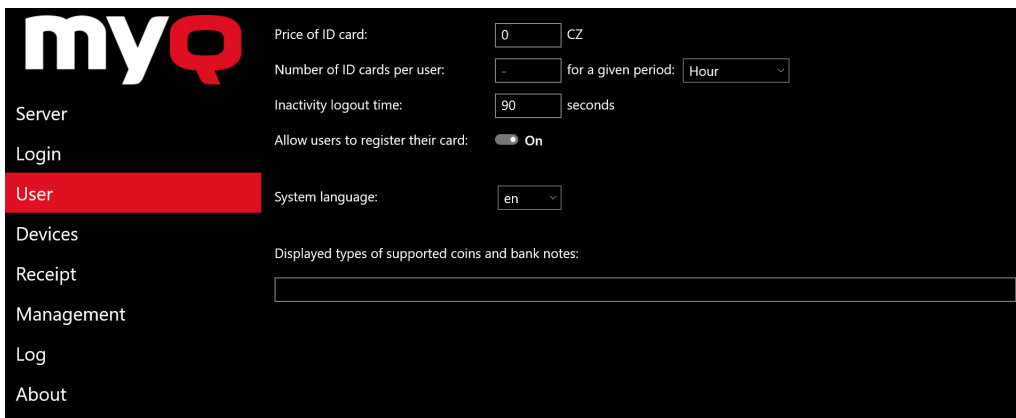 myQ
Server
Login
User
Devices
Receipt
Management
Log
About
Price of ID card: 0 CZ
Number of ID cards per user: - for a given period: Hour
Inactivity logout time: 90 seconds
Allow users to register their card: On
System language: en
Displayed types of supported coins and bank notes: